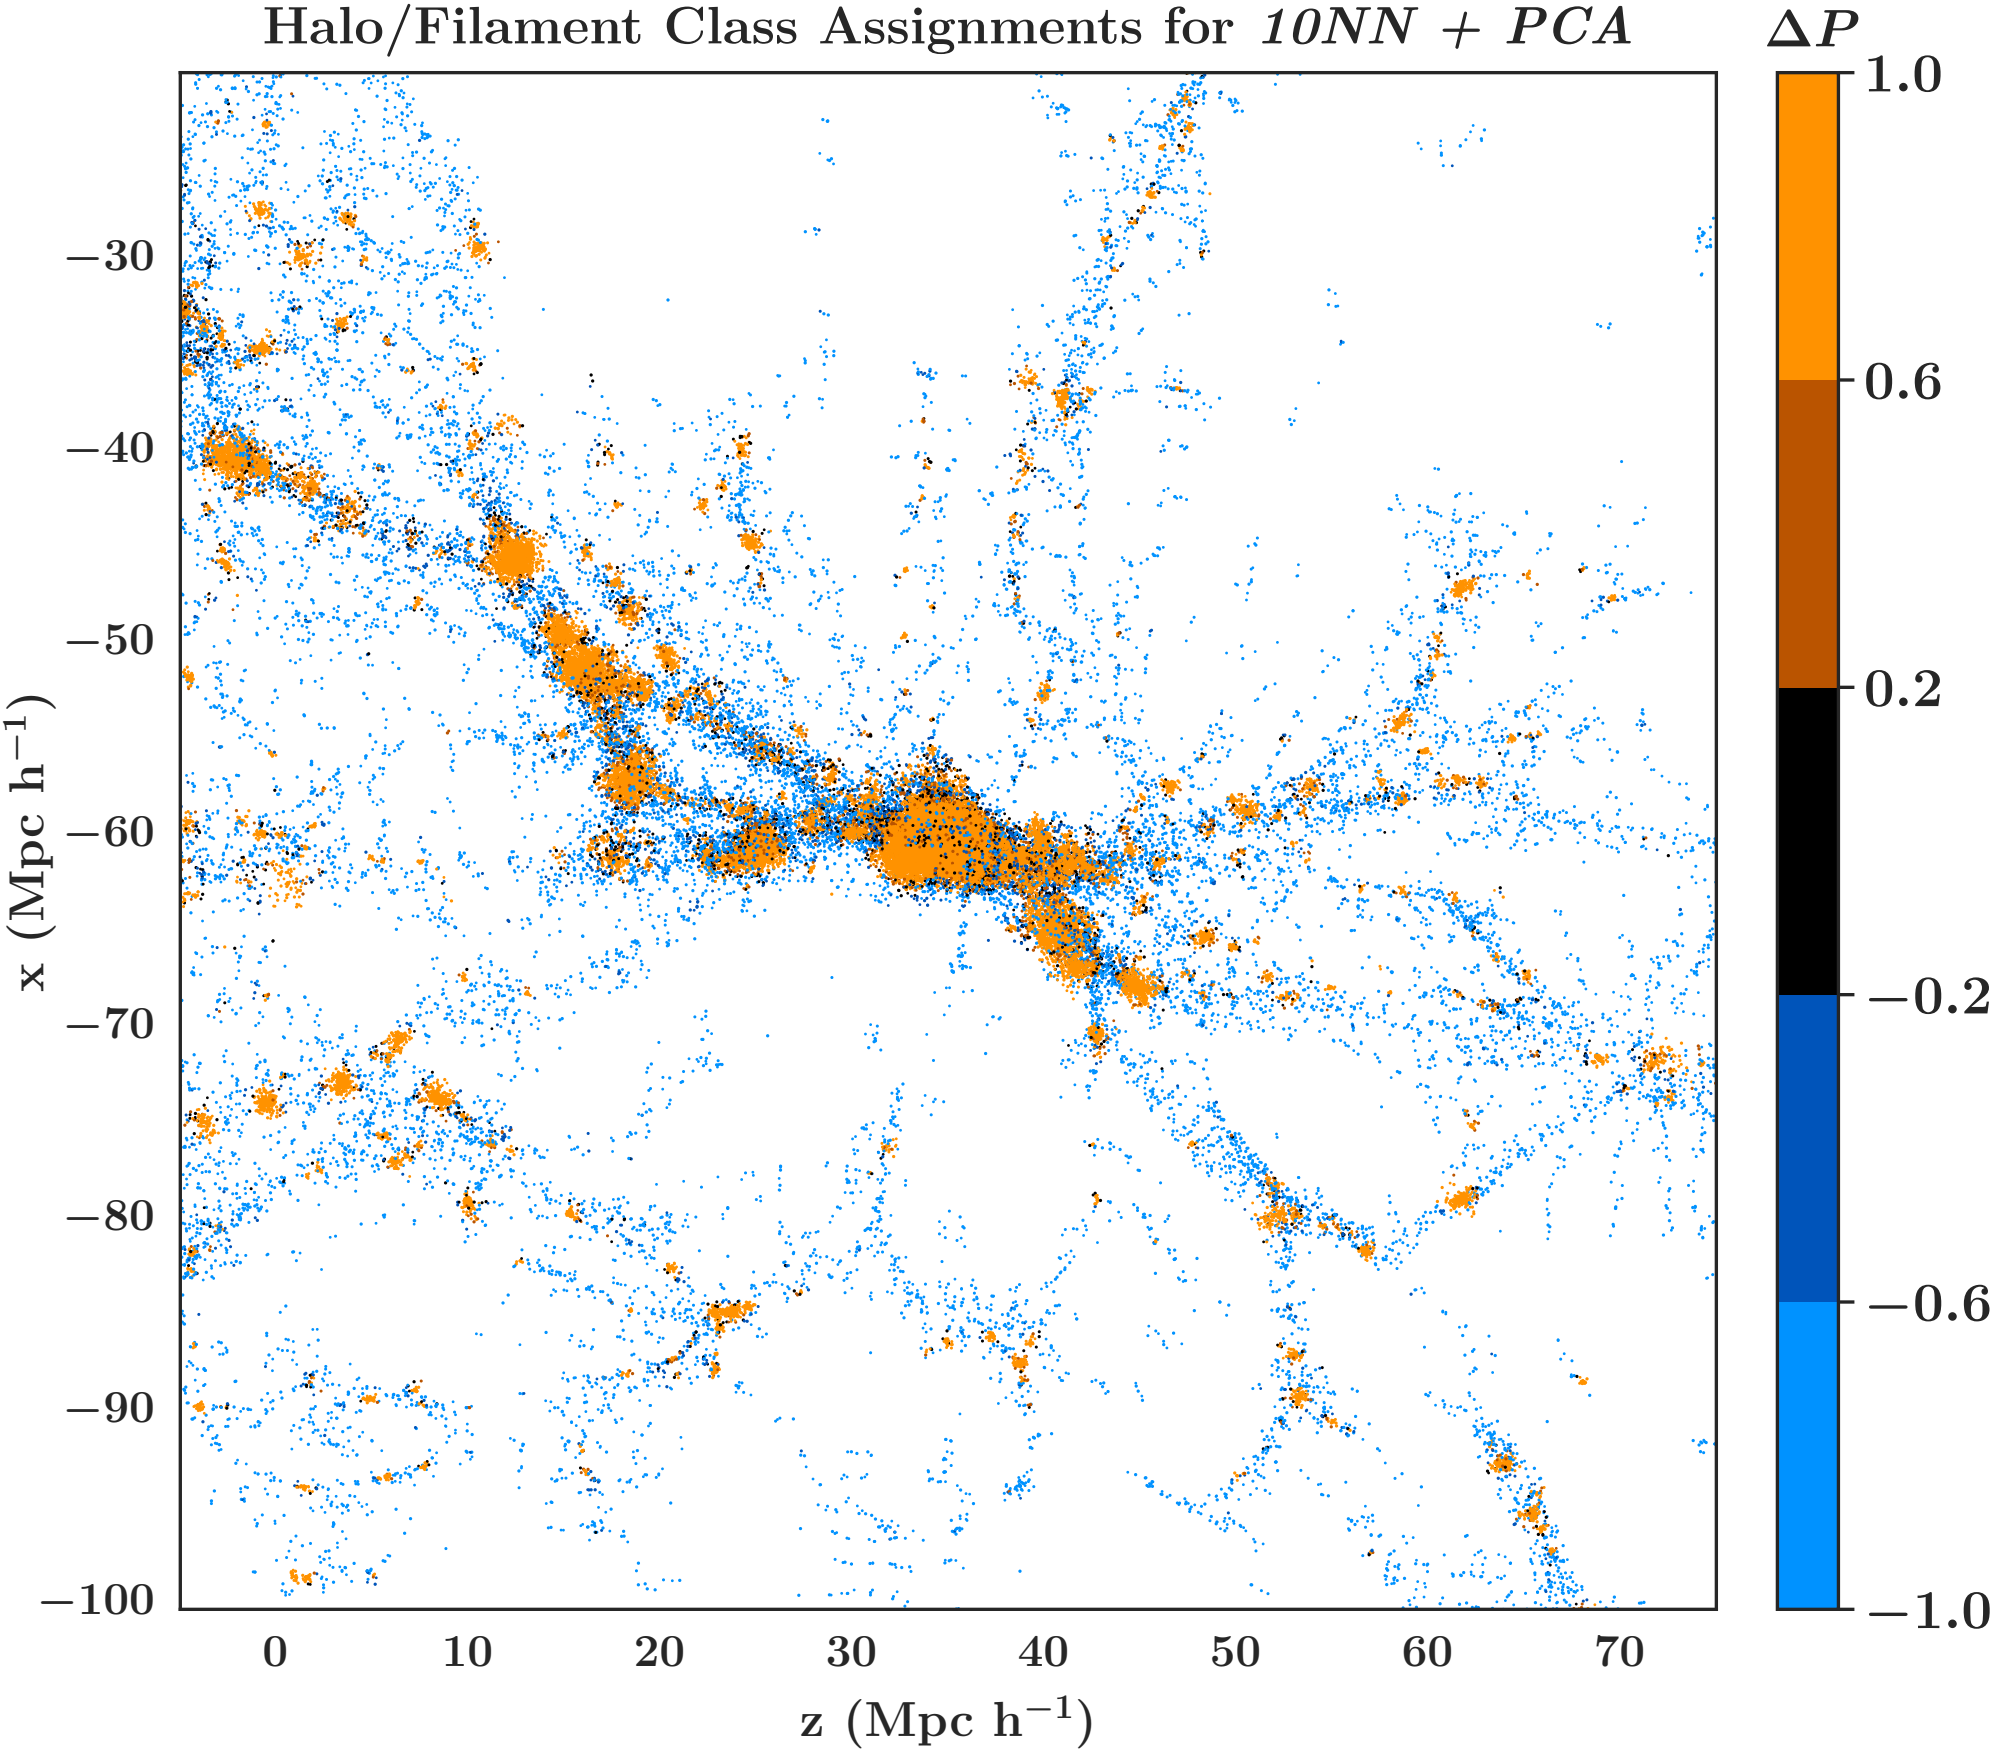 Halo/Filament Class Assignments for 10NN + PCA
ΔP
1.0
0.6
0.2
−0.2
−0.6
−1.0
x (Mpc h⁻¹)
−30
−40
−50
−60
−70
−80
−90
−100
0 10 20 30 40 50 60 70
z (Mpc h⁻¹)